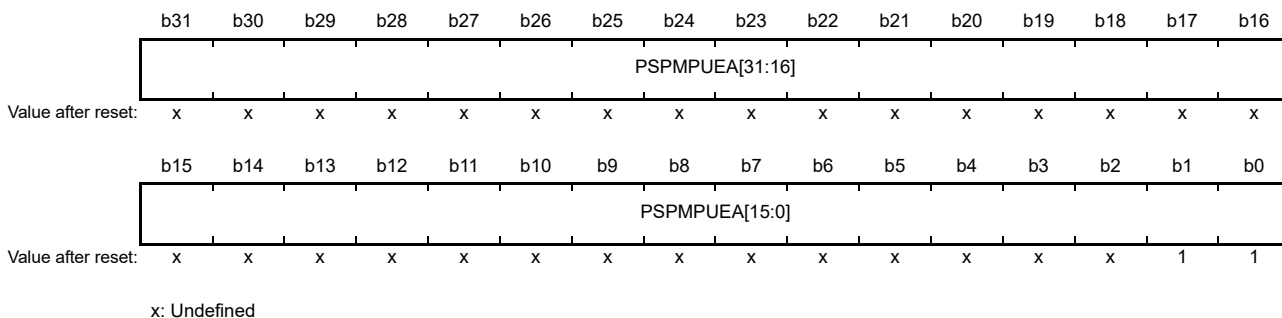 b31 b30 b29 b28 b27 b26 b25 b24 b23 b22 b21 b20 b19 b18 b17 b16
PSPMPUEA[31:16]
Value after reset: x x x x x x x x x x x x x x x x
b15 b14 b13 b12 b11 b10 b9 b8 b7 b6 b5 b4 b3 b2 b1 b0
PSPMPUEA[15:0]
Value after reset: x x x x x x x x x x x x x x 1 1
x: Undefined